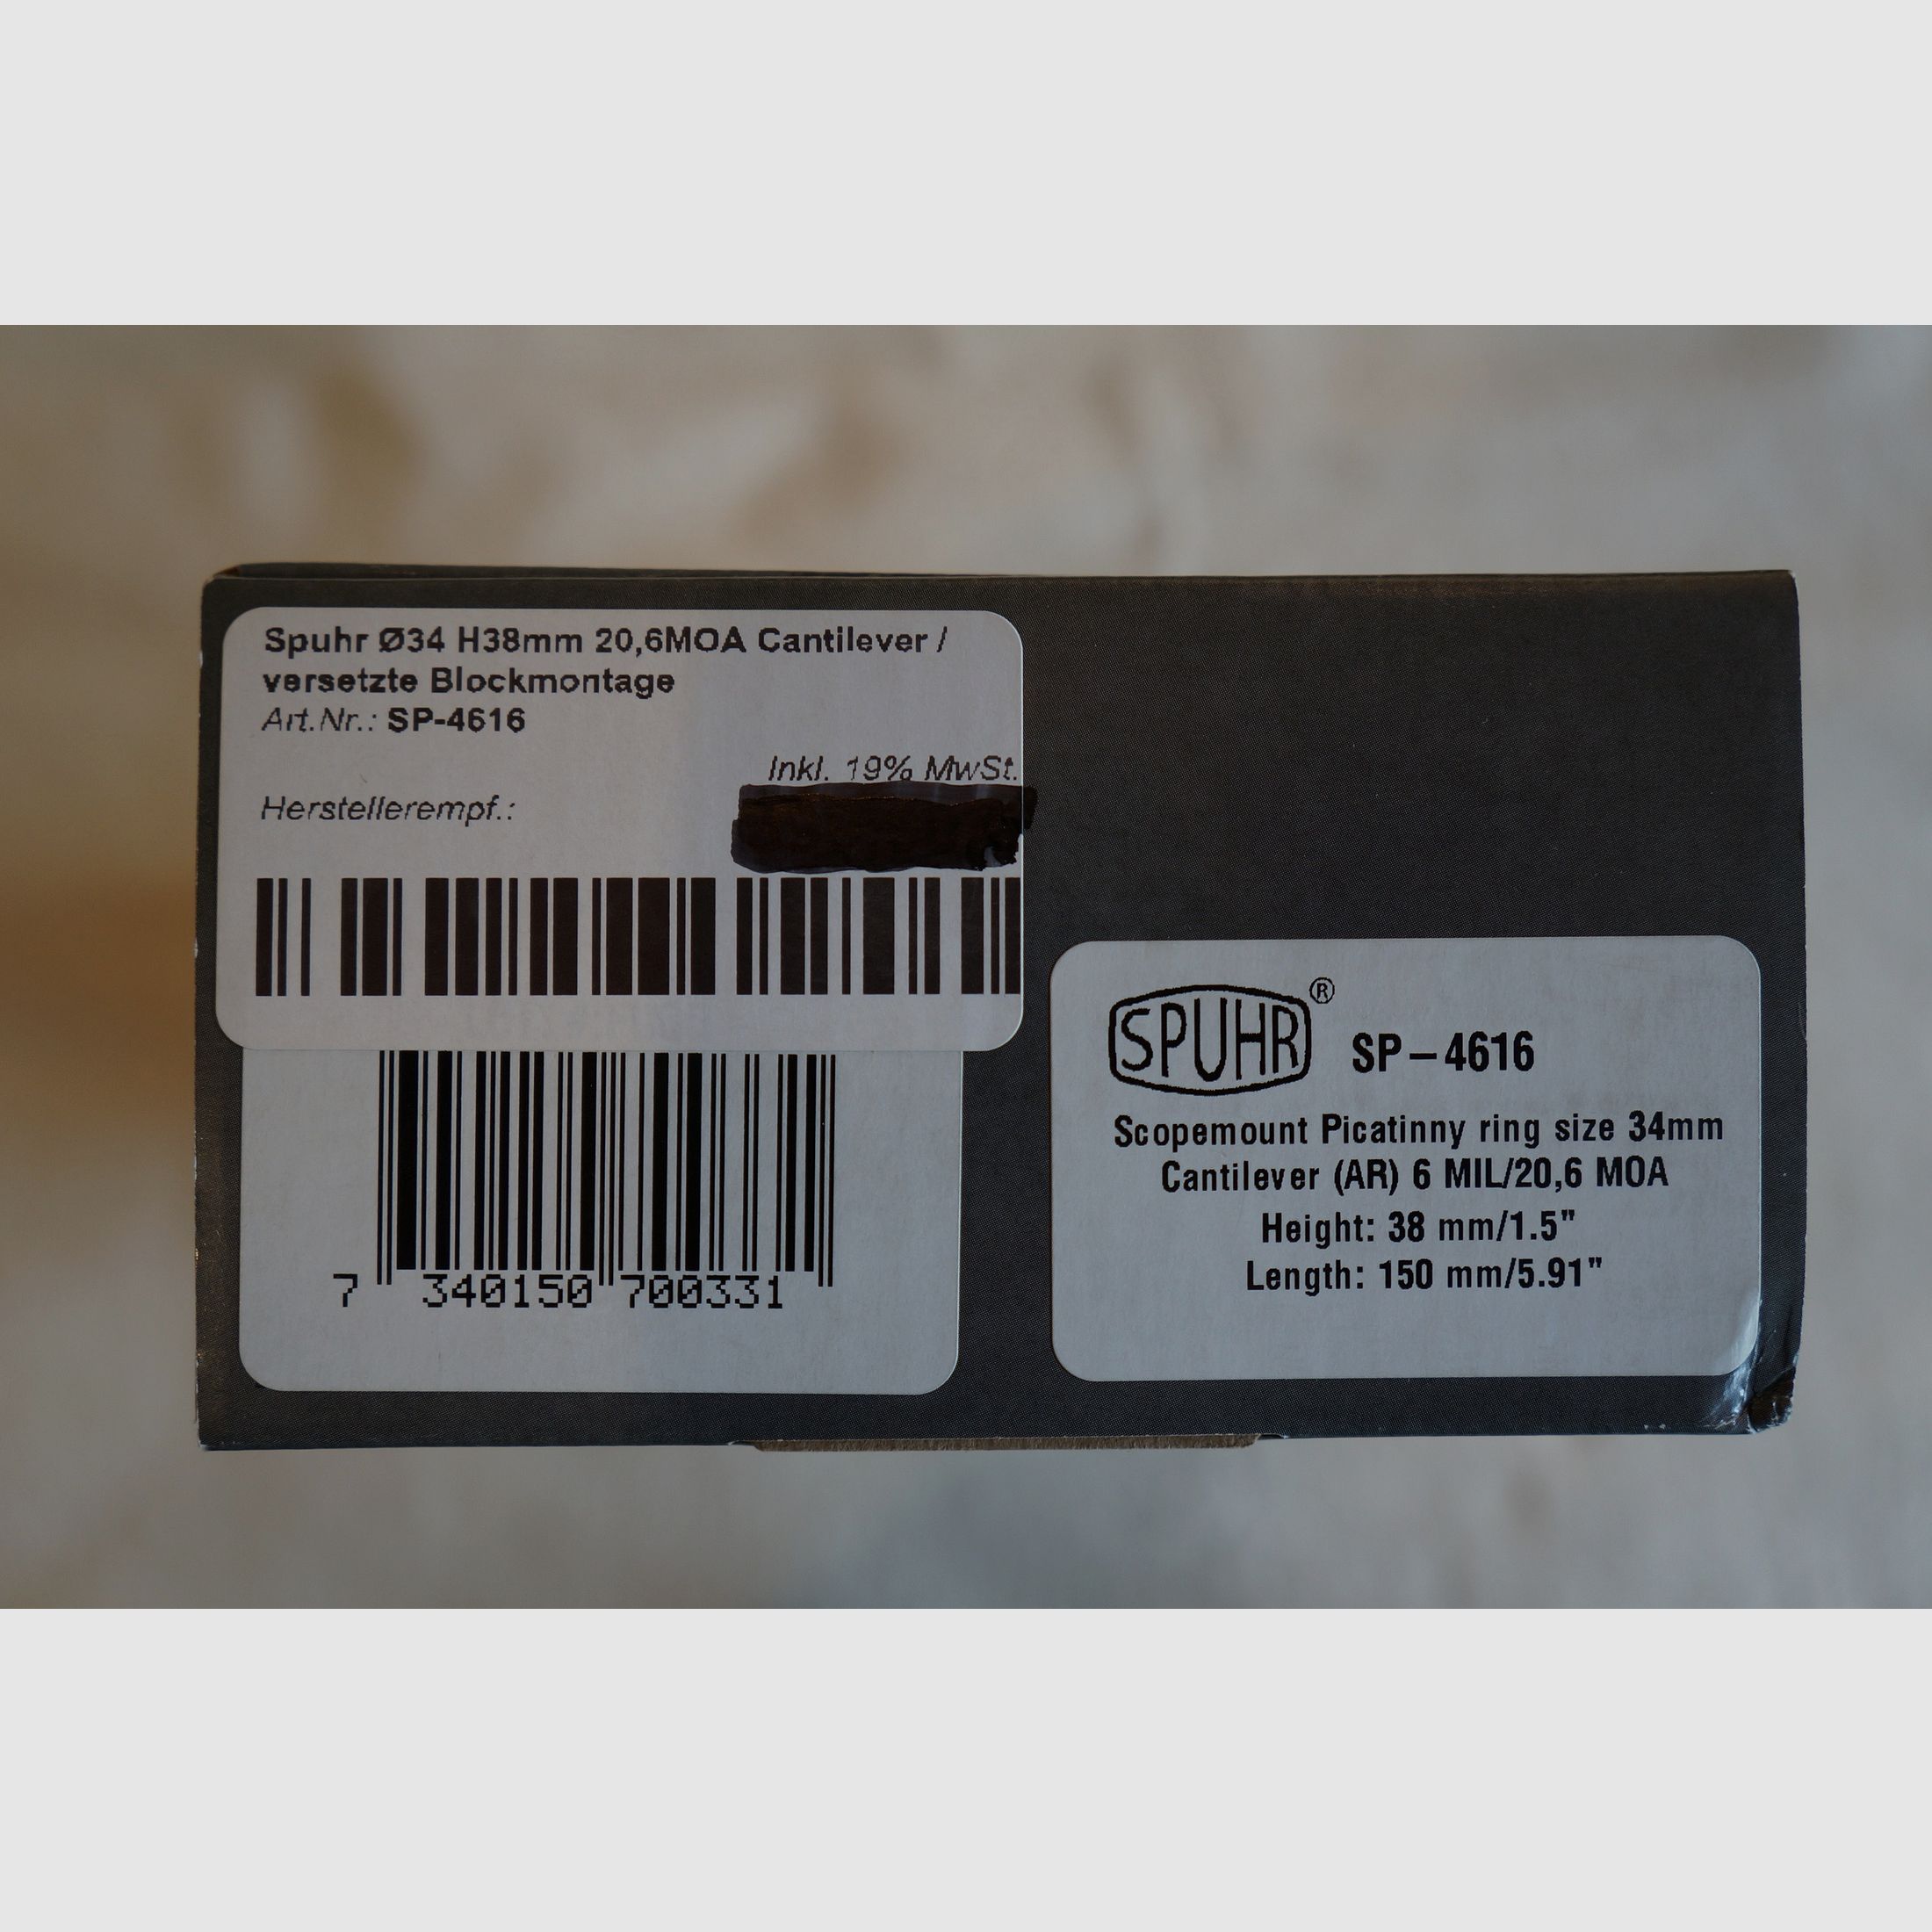 Spuhr Ø34 H38mm 20,6MOA Cantilever /
versetzte Blockmontage
Art.Nr.: SP-4616
Inkl. 19% MwSt.
Herstellerempf.:
7 340150 700331
SPUHR® SP-4616
Scopemount Picatinny ring size 34mm
Cantilever (AR) 6 MIL/20,6 MOA
Height: 38 mm/1.5"
Length: 150 mm/5.91"